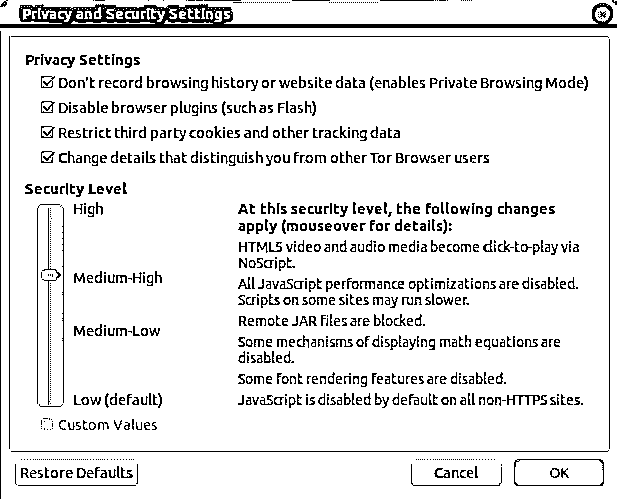 Privacy and Security Settings
Privacy Settings
Don't record browsing history or website data (enables Private Browsing Mode)
Disable browser plugins (such as Flash)
Restrict third party cookies and other tracking data
Change details that distinguish you from other Tor Browser users
Security Level
High
Medium-High
Medium-Low
Low (default)
Custom Values
At this security level, the following changes
apply (mouseover for details):
HTML5 video and audio media become click-to-play via
NoScript.
All JavaScript performance optimizations are disabled.
Scripts on some sites may run slower.
Remote JAR files are blocked.
Some mechanisms of displaying math equations are
disabled.
Some font rendering features are disabled.
JavaScript is disabled by default on all non-HTTPS sites.
Restore Defaults
Cancel
OK